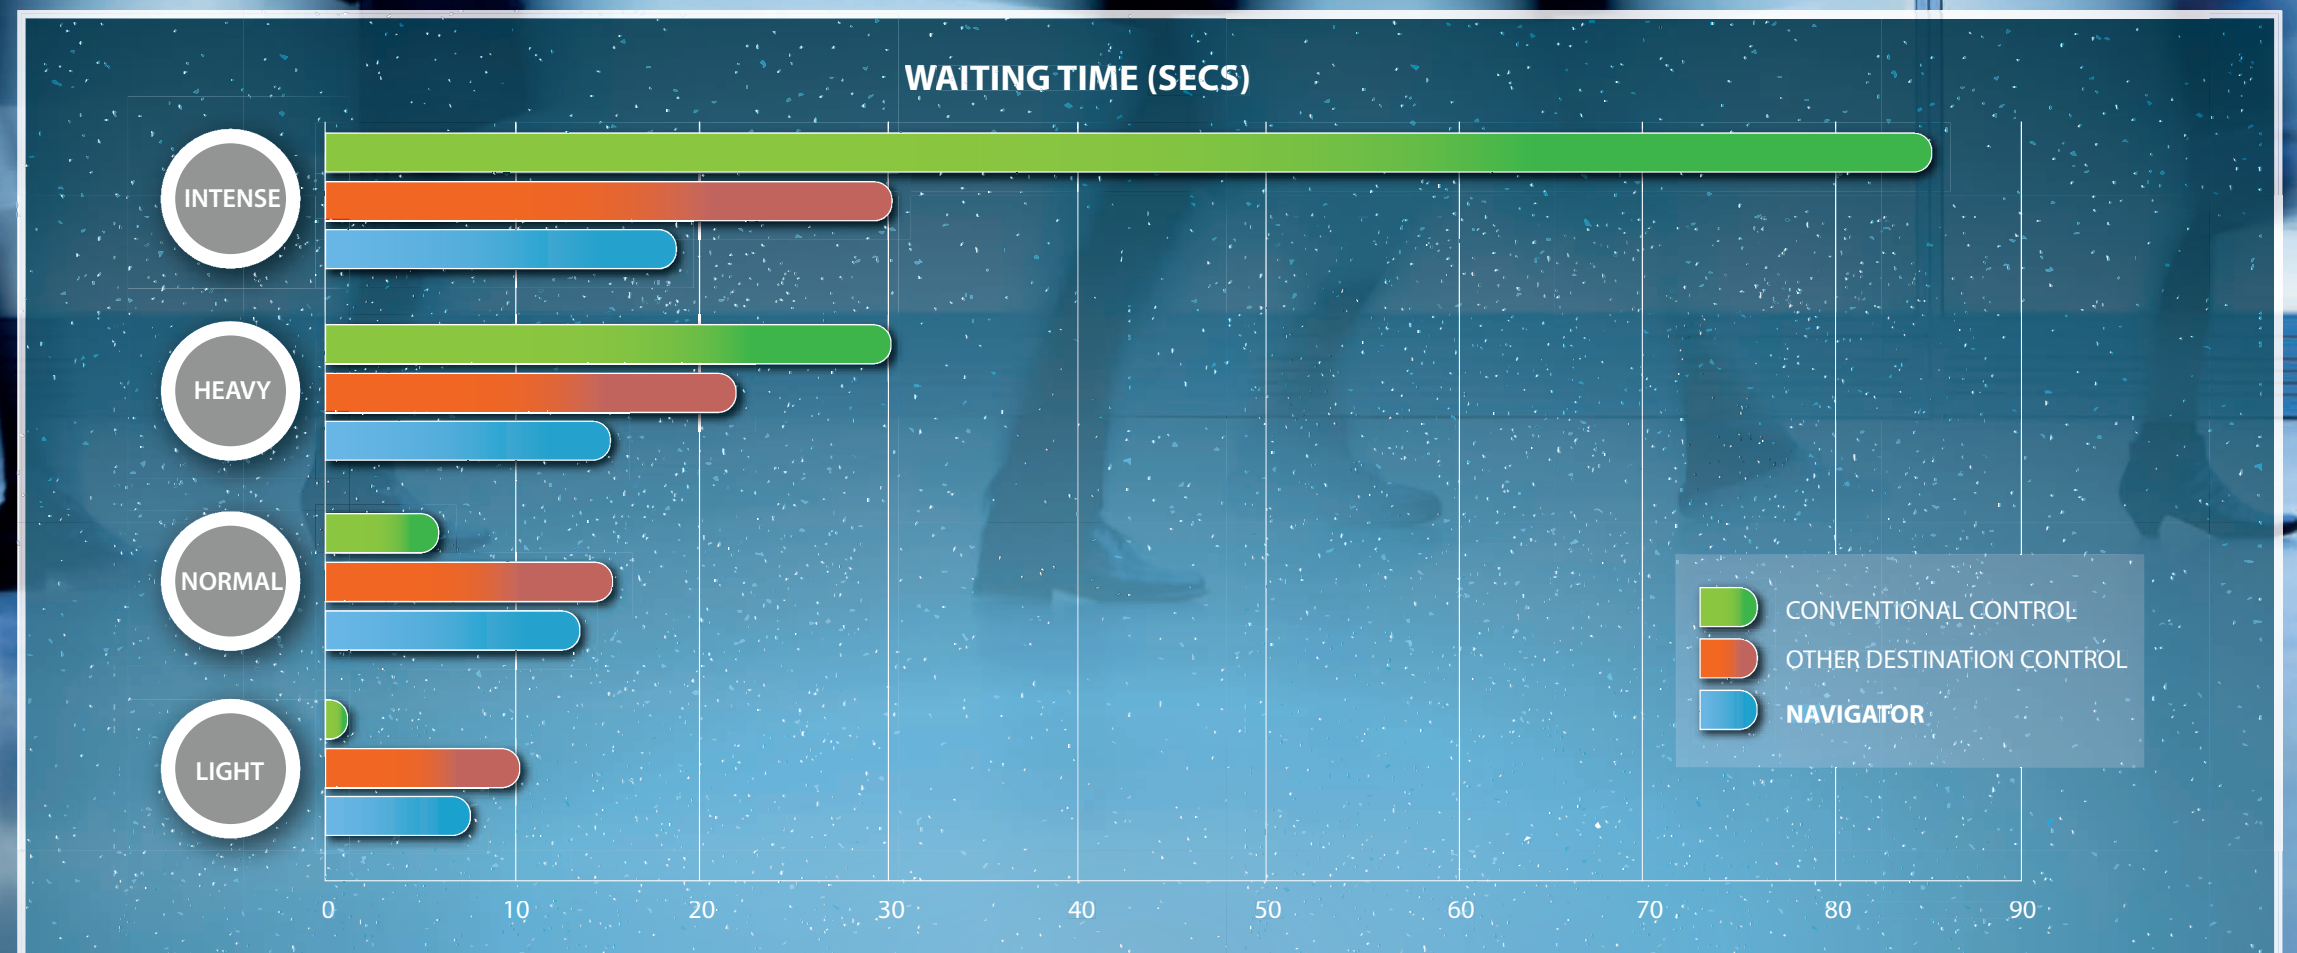 WAITING TIME (SECS)
INTENSE
HEAVY
NORMAL
LIGHT
CONVENTIONAL CONTROL
OTHER DESTINATION CONTROL
NAVIGATOR
0 10 20 30 40 50 60 70 80 90